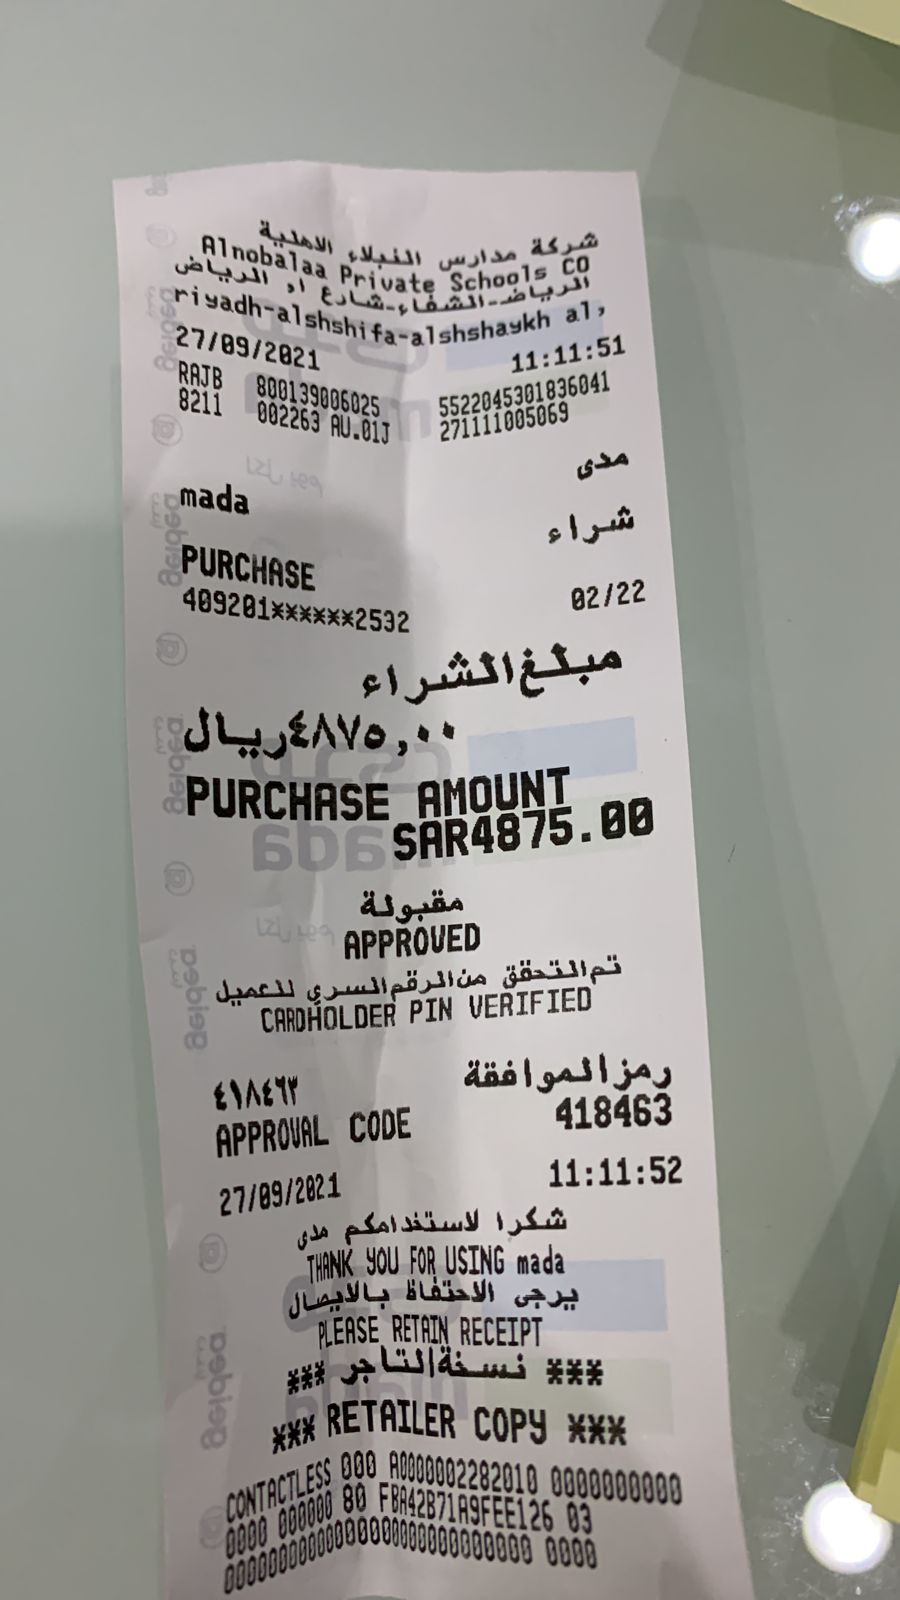 شركة مدارس النبلاء الاهلية
Alnobalaa Private Schools CO
الرياض-الشفاء-شارع ا, الرياض
riyadh-alshshifa-alshshaykh al,
27/09/2021 11:11:51
RAJB 800139006025 5522045301836041
8211 002263 AU.01J 271111005069
مدى
mada
شراء
PURCHASE
409201******2532 02/22
مبلغ الشراء
٤٨٧٥,٠٠ ريال
PURCHASE AMOUNT
SAR4875.00
مقبولة
APPROVED
تم التحقق من الرقم السري للعميل
CARDHOLDER PIN VERIFIED
رمز الموافقة ٤١٨٤٦٣
APPROVAL CODE 418463
27/09/2021 11:11:52
شكرا لاستخدامكم مدى
THANK YOU FOR USING mada
يرجى الاحتفاظ بالايصال
PLEASE RETAIN RECEIPT
*** نسخة التاجر ***
*** RETAILER COPY ***
CONTACTLESS 000 A0000002282010 0000000000
0000 000000 80 FBA42B71A9FEE126 03
0000000000000000000000000000 0000